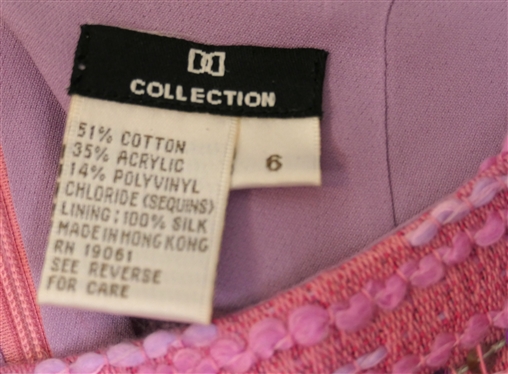 COLLECTION
6
51% COTTON
35% ACRYLIC
14% POLYVINYL
CHLORIDE (SEQUINS)
LINING: 100% SILK
MADE IN HONG KONG
RN 19061
SEE REVERSE
FOR CARE